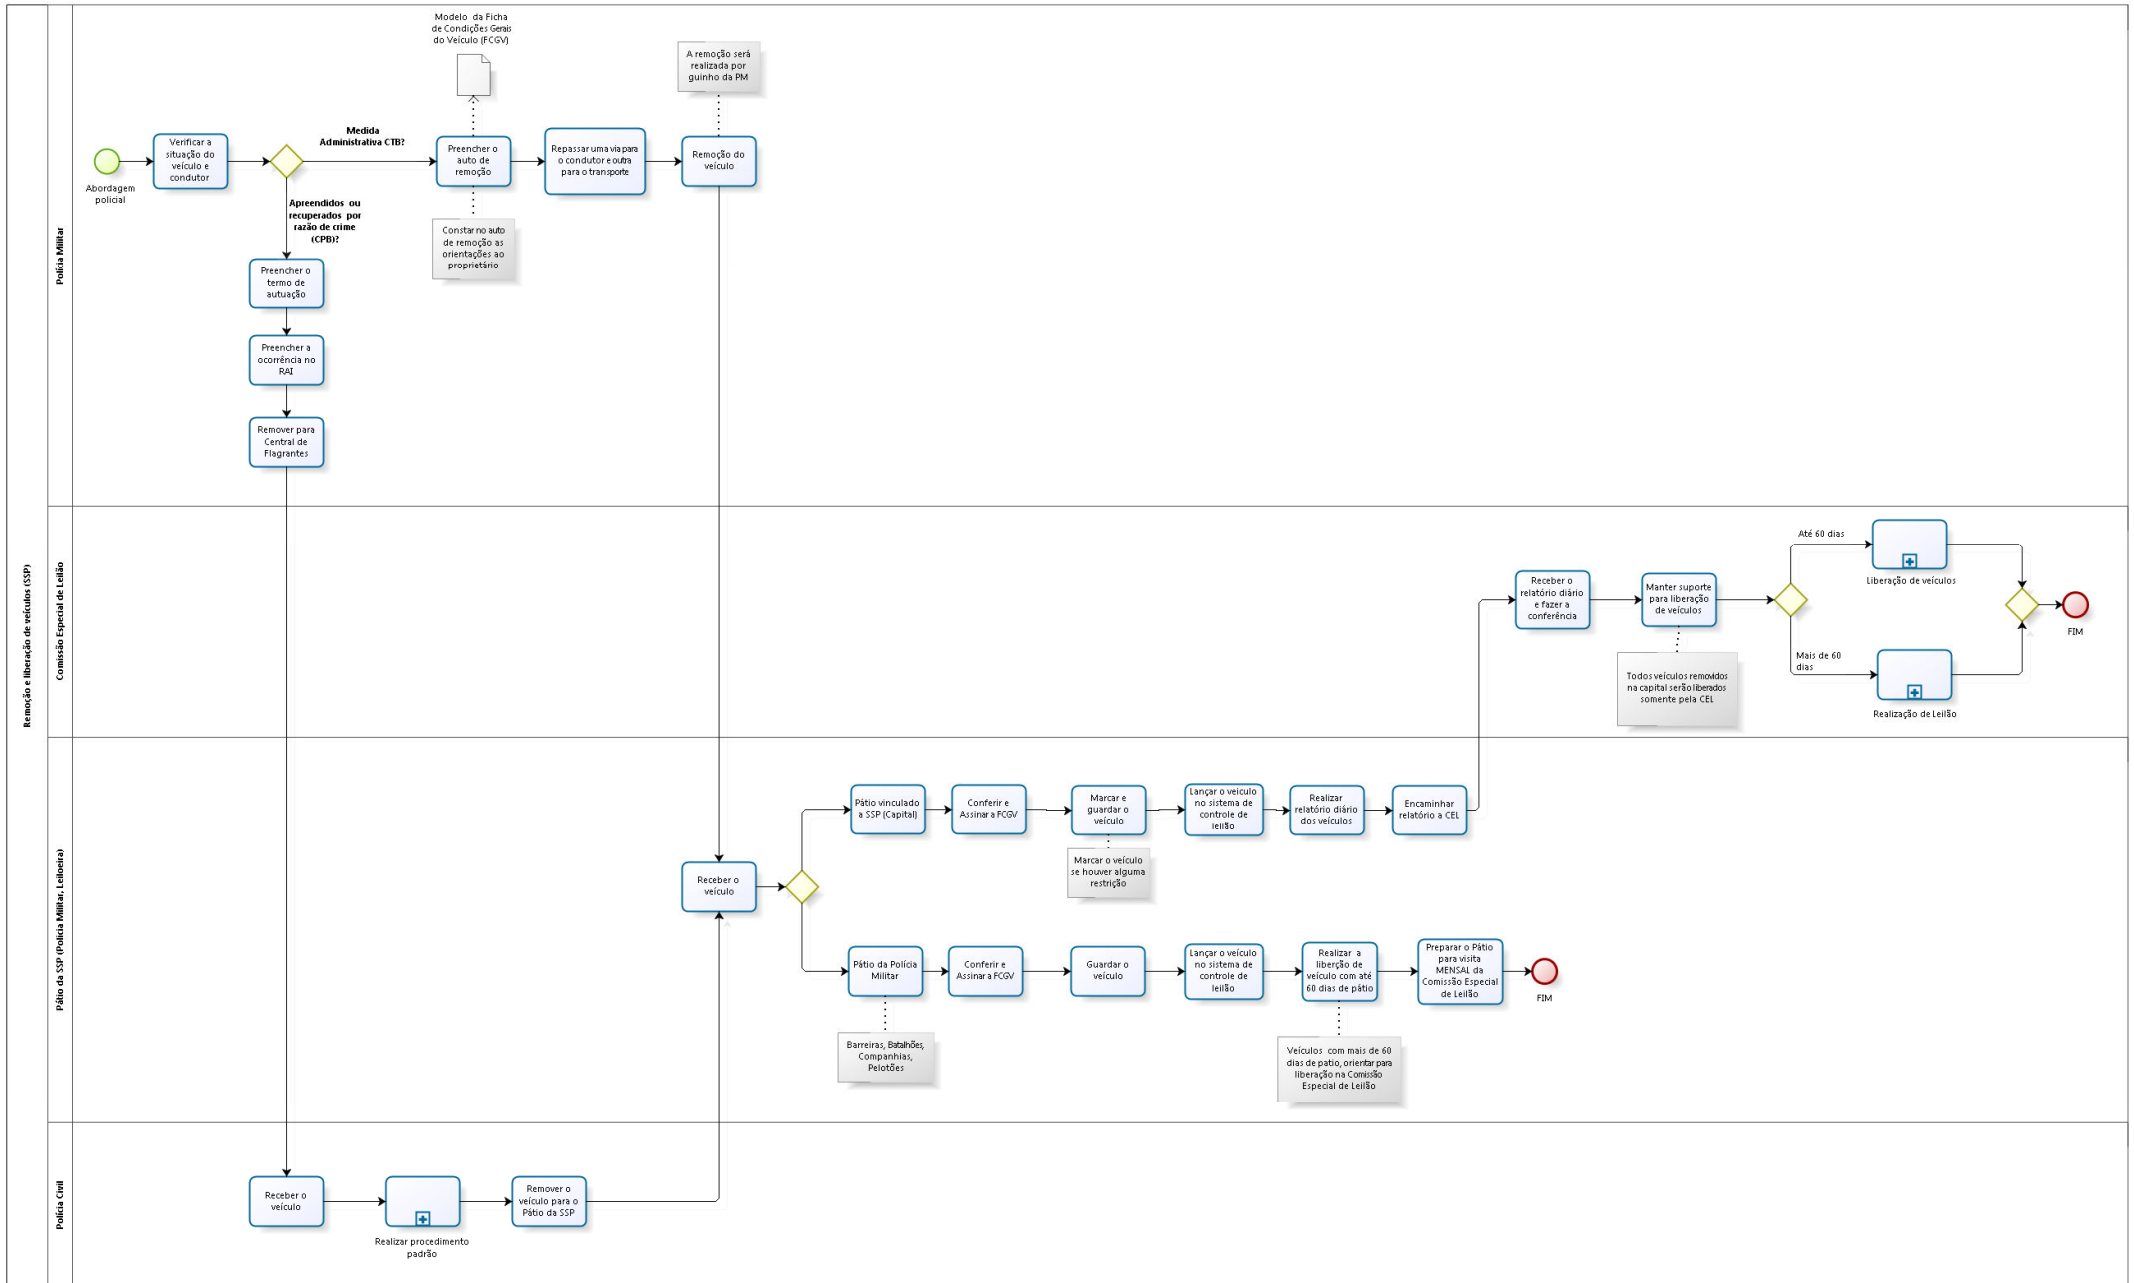 Remoção e liberação de veículos (SSP)
Polícia Militar
Modelo da Ficha
de Condições Gerais
do Veículo (FCGV)
A remoção será
realizada por
guinho da PM
Abordagem
policial
Verificar a
situação do
veículo e
condutor
Medida
Administrativa CTB?
Preencher o
auto de
remoção
Repassar uma via para
o condutor e outra
para o transporte
Remoção do
veículo
Apreendidos ou
recuperados por
razão de crime
(CPB)?
Constar no auto
de remoção as
orientações ao
proprietário
Preencher o
termo de
autuação
Preencher a
ocorrência no
RAI
Remover para
Central de
Flagrantes
Comissão Especial de Leilão
Receber o
relatório diário
e fazer a
conferência
Manter suporte
para liberação
de veículos
Todos veículos removidos
na capital serão liberados
somente pela CEL
Até 60 dias
Liberação de veículos
Mais de 60
dias
Realização de Leilão
FIM
Pátio da SSP (Polícia Militar, Leiloeira)
Receber o
veículo
Pátio vinculado
a SSP (Capital)
Conferir e
Assinar a FCGV
Marcar e
guardar o
veículo
Marcar o veículo
se houver alguma
restrição
Lançar o veículo
no sistema de
controle de
leilão
Realizar
relatório diário
dos veículos
Encaminhar
relatório a CEL
Pátio da Polícia
Militar
Barreiras, Batalhões,
Companhias,
Pelotões
Conferir e
Assinar a FCGV
Guardar o
veículo
Lançar o veículo
no sistema de
controle de
leilão
Realizar a
liberção de
veículo com até
60 dias de pátio
Veículos com mais de 60
dias de patio, orientar para
liberação na Comissão
Especial de Leilão
Preparar o Pátio
para visita
MENSAL da
Comissão Especial
de Leilão
FIM
Polícia Civil
Receber o
veículo
Realizar procedimento
padrão
Remover o
veículo para o
Pátio da SSP